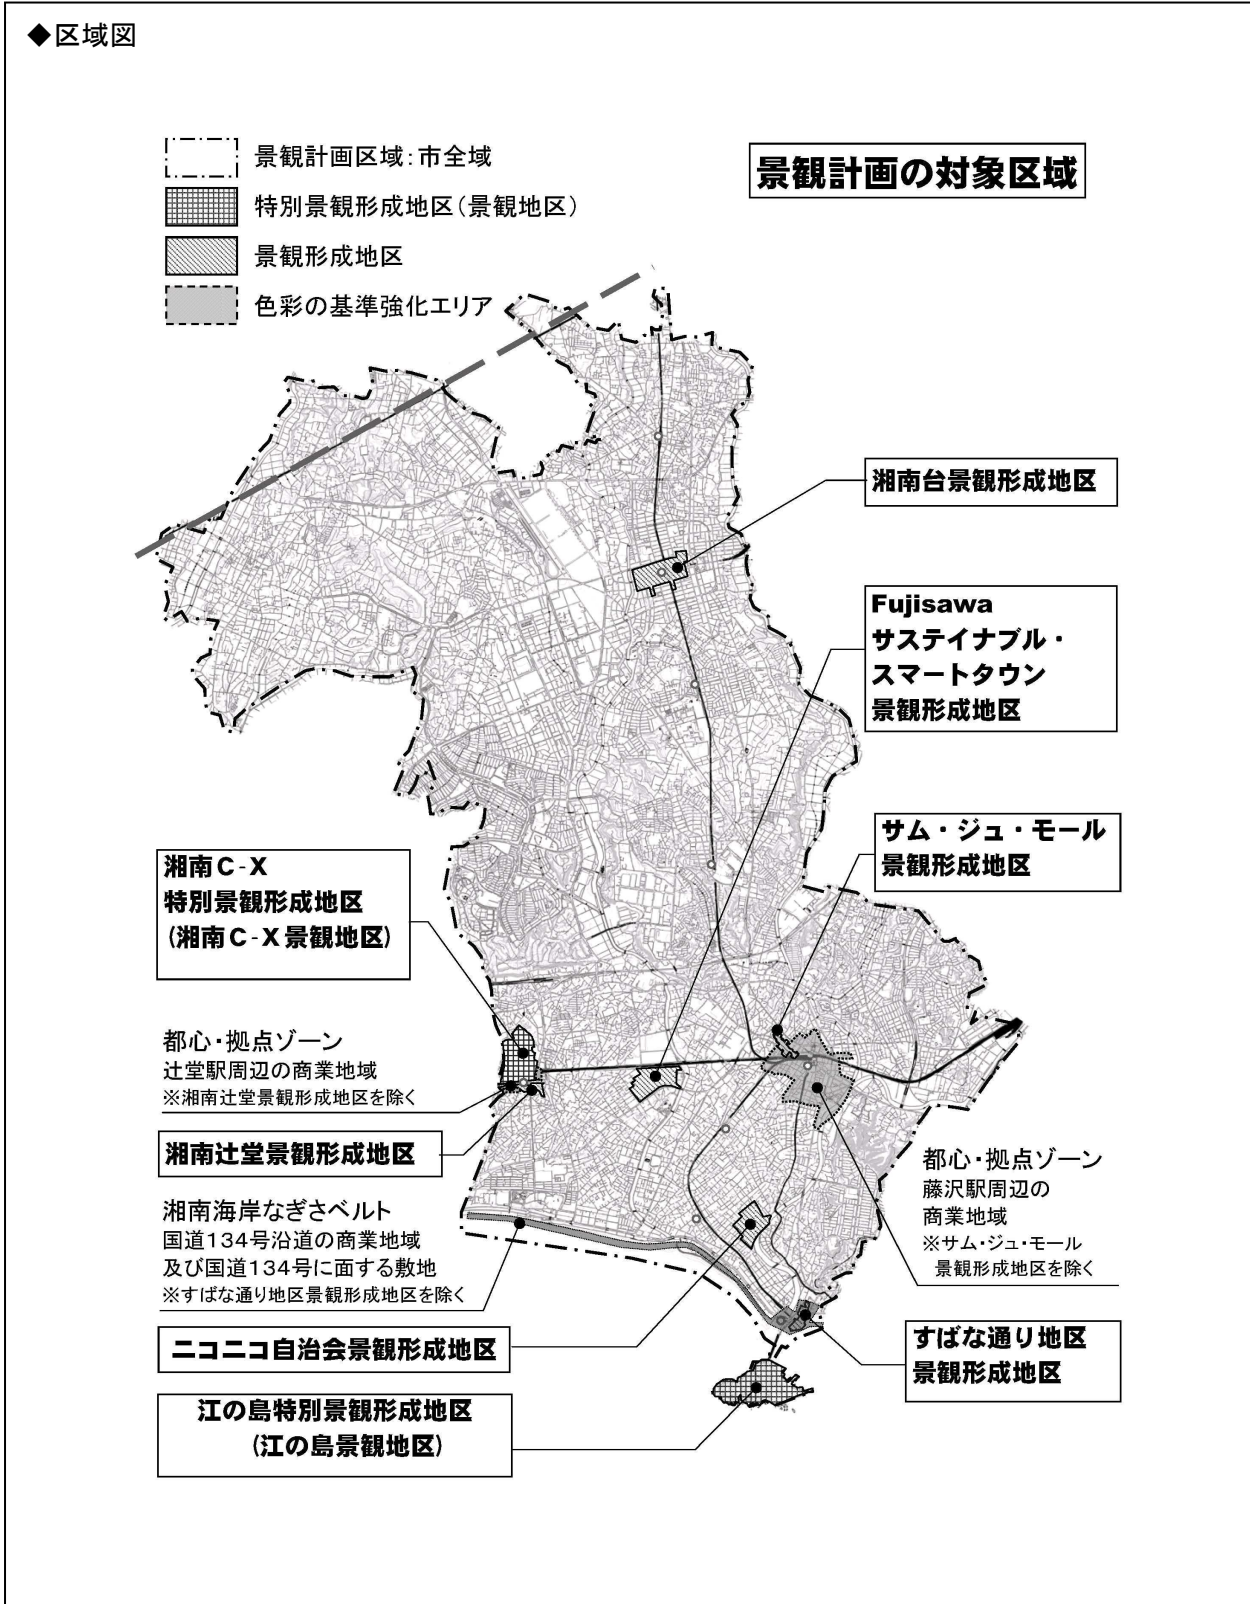 ◆区域図
景観計画区域：市全域
特別景観形成地区（景観地区）
景観形成地区
色彩の基準強化エリア
景観計画の対象区域
湘南台景観形成地区
Fujisawa
サステイナブル・
スマートタウン
景観形成地区
サム・ジュ・モール
景観形成地区
湘南Ｃ-Ｘ
特別景観形成地区
(湘南Ｃ-Ｘ景観地区)
都心・拠点ゾーン
辻堂駅周辺の商業地域
※湘南辻堂景観形成地区を除く
湘南辻堂景観形成地区
湘南海岸なぎさベルト
国道134号沿道の商業地域
及び国道134号に面する敷地
※すばな通り地区景観形成地区を除く
ニコニコ自治会景観形成地区
江の島特別景観形成地区
(江の島景観地区)
都心・拠点ゾーン
藤沢駅周辺の
商業地域
※サム・ジュ・モール
景観形成地区を除く
すばな通り地区
景観形成地区